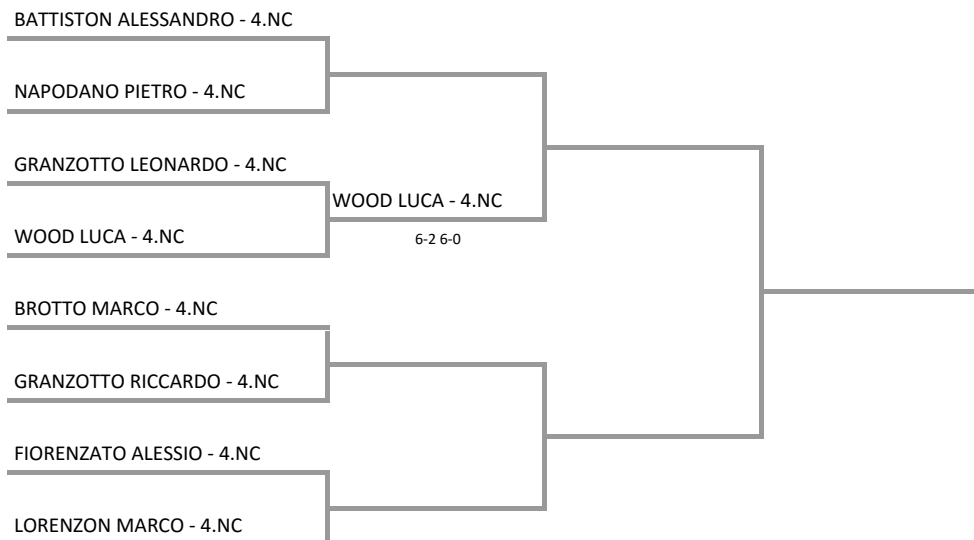 BATTISTON ALESSANDRO - 4.NC
NAPODANO PIETRO - 4.NC
GRANZOTTO LEONARDO - 4.NC
WOOD LUCA - 4.NC
WOOD LUCA - 4.NC
6-2 6-0
BROTTO MARCO - 4.NC
GRANZOTTO RICCARDO - 4.NC
FIORENZATO ALESSIO - 4.NC
LORENZON MARCO - 4.NC